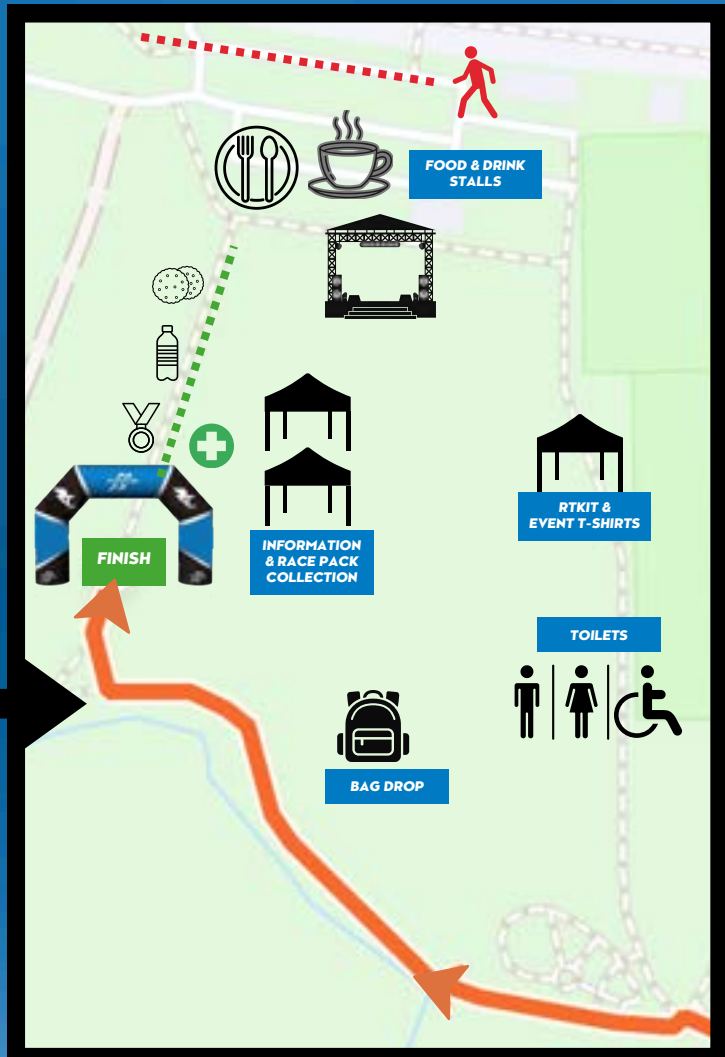 FOOD & DRINK
STALLS
FINISH
INFORMATION
& RACE PACK
COLLECTION
RTKIT &
EVENT T-SHIRTS
TOILETS
BAG DROP